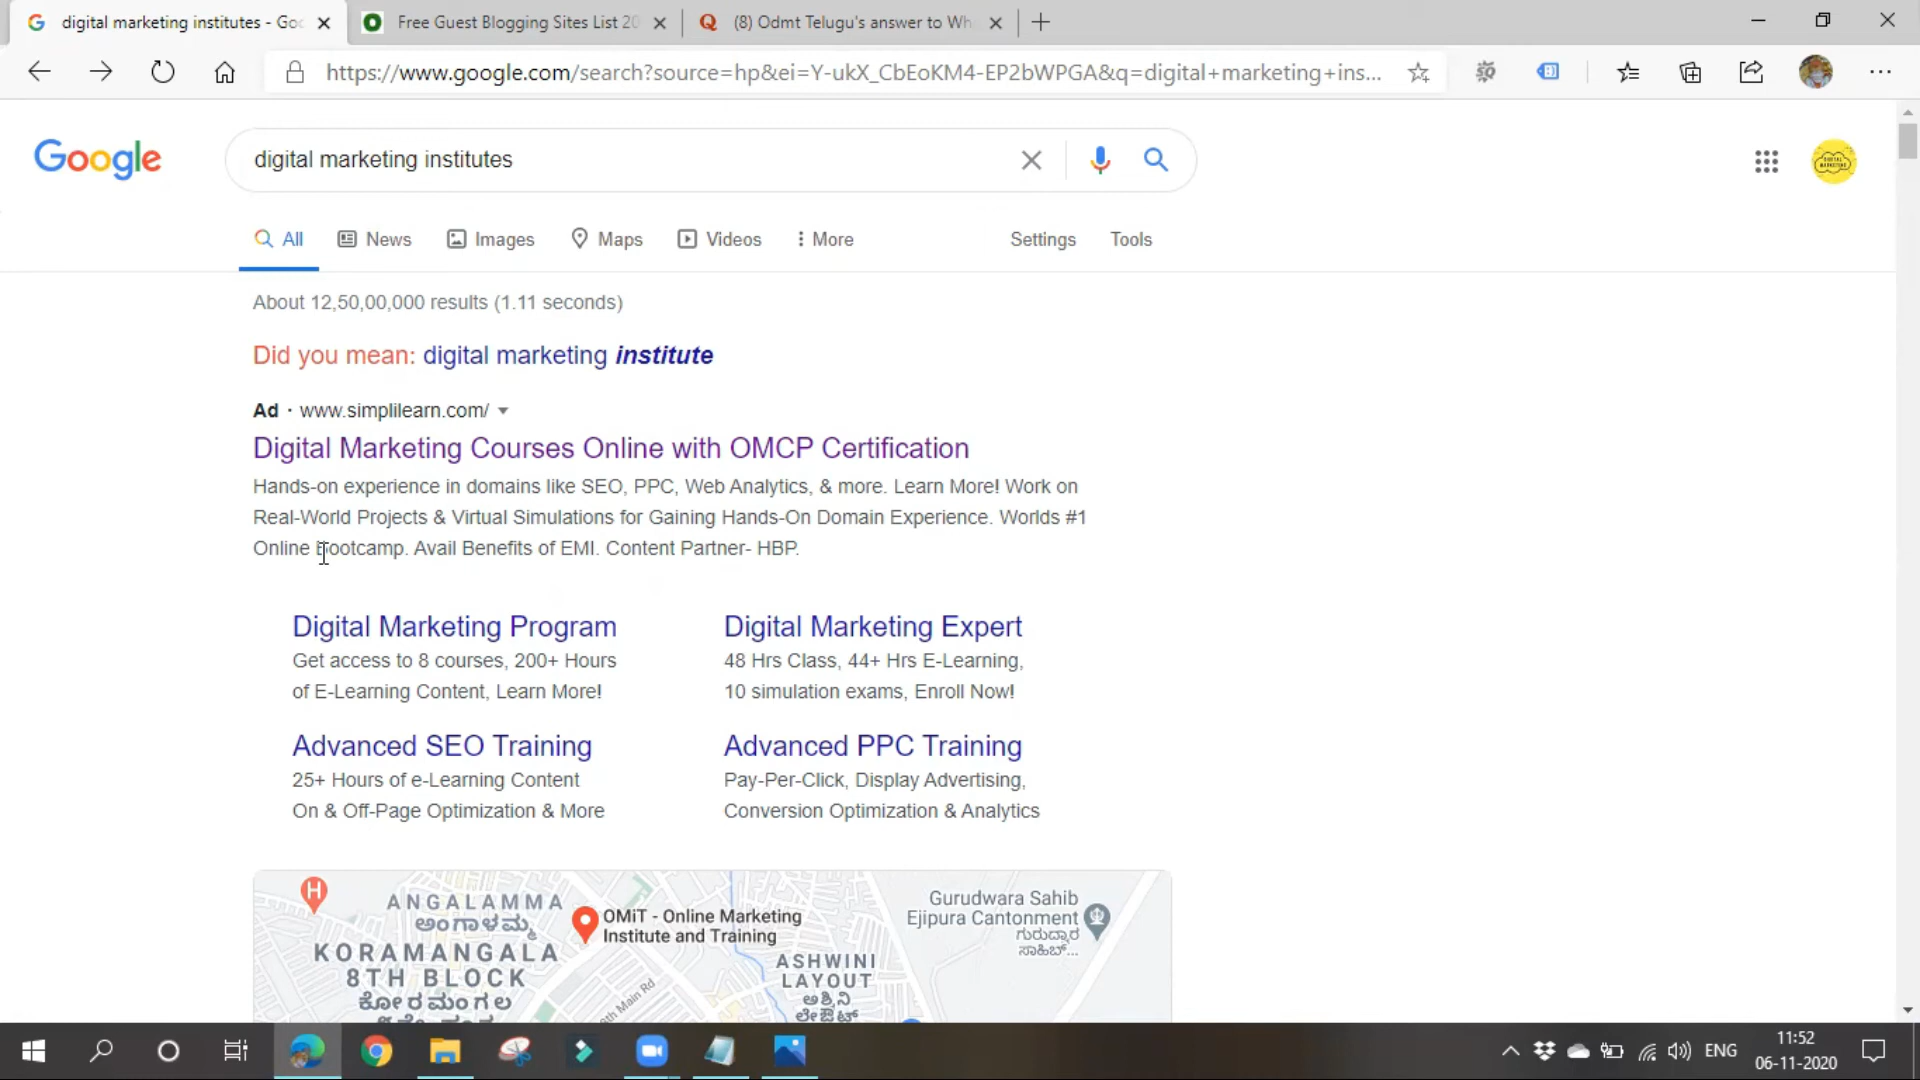 digital marketing institutes - Goo
Free Guest Blogging Sites List 20
(8) Odmt Telugu's answer to Wh
https://www.google.com/search?source=hp&ei=Y-ukX_CbEoKM4-EP2bWPGA&q=digital+marketing+ins...
Google
digital marketing institutes
All
News
Images
Maps
Videos
More
Settings
Tools
About 12,50,00,000 results (1.11 seconds)
Did you mean: digital marketing institute
Ad · www.simplilearn.com/
Digital Marketing Courses Online with OMCP Certification
Hands-on experience in domains like SEO, PPC, Web Analytics, & more. Learn More! Work on
Real-World Projects & Virtual Simulations for Gaining Hands-On Domain Experience. Worlds #1
Online Bootcamp. Avail Benefits of EMI. Content Partner- HBP.
Digital Marketing Program
Get access to 8 courses, 200+ Hours
of E-Learning Content, Learn More!
Digital Marketing Expert
48 Hrs Class, 44+ Hrs E-Learning,
10 simulation exams, Enroll Now!
Advanced SEO Training
25+ Hours of e-Learning Content
On & Off-Page Optimization & More
Advanced PPC Training
Pay-Per-Click, Display Advertising,
Conversion Optimization & Analytics
H
ANGALAMMA
ಅಂಗಾಳಮ್ಮ
KORAMANGALA
8TH BLOCK
ಕೋರಮಂಗಲ
OMiT - Online Marketing
Institute and Training
Main Rd
Gurudwara Sahib
Ejipura Cantonment
ಗುರುದ್ವಾರ
ಸಾಹಿಬ್...
ASHWINI
LAYOUT
ಅಶ್ವಿನಿ
ಲೇಔಟ್
ENG
11:52
06-11-2020